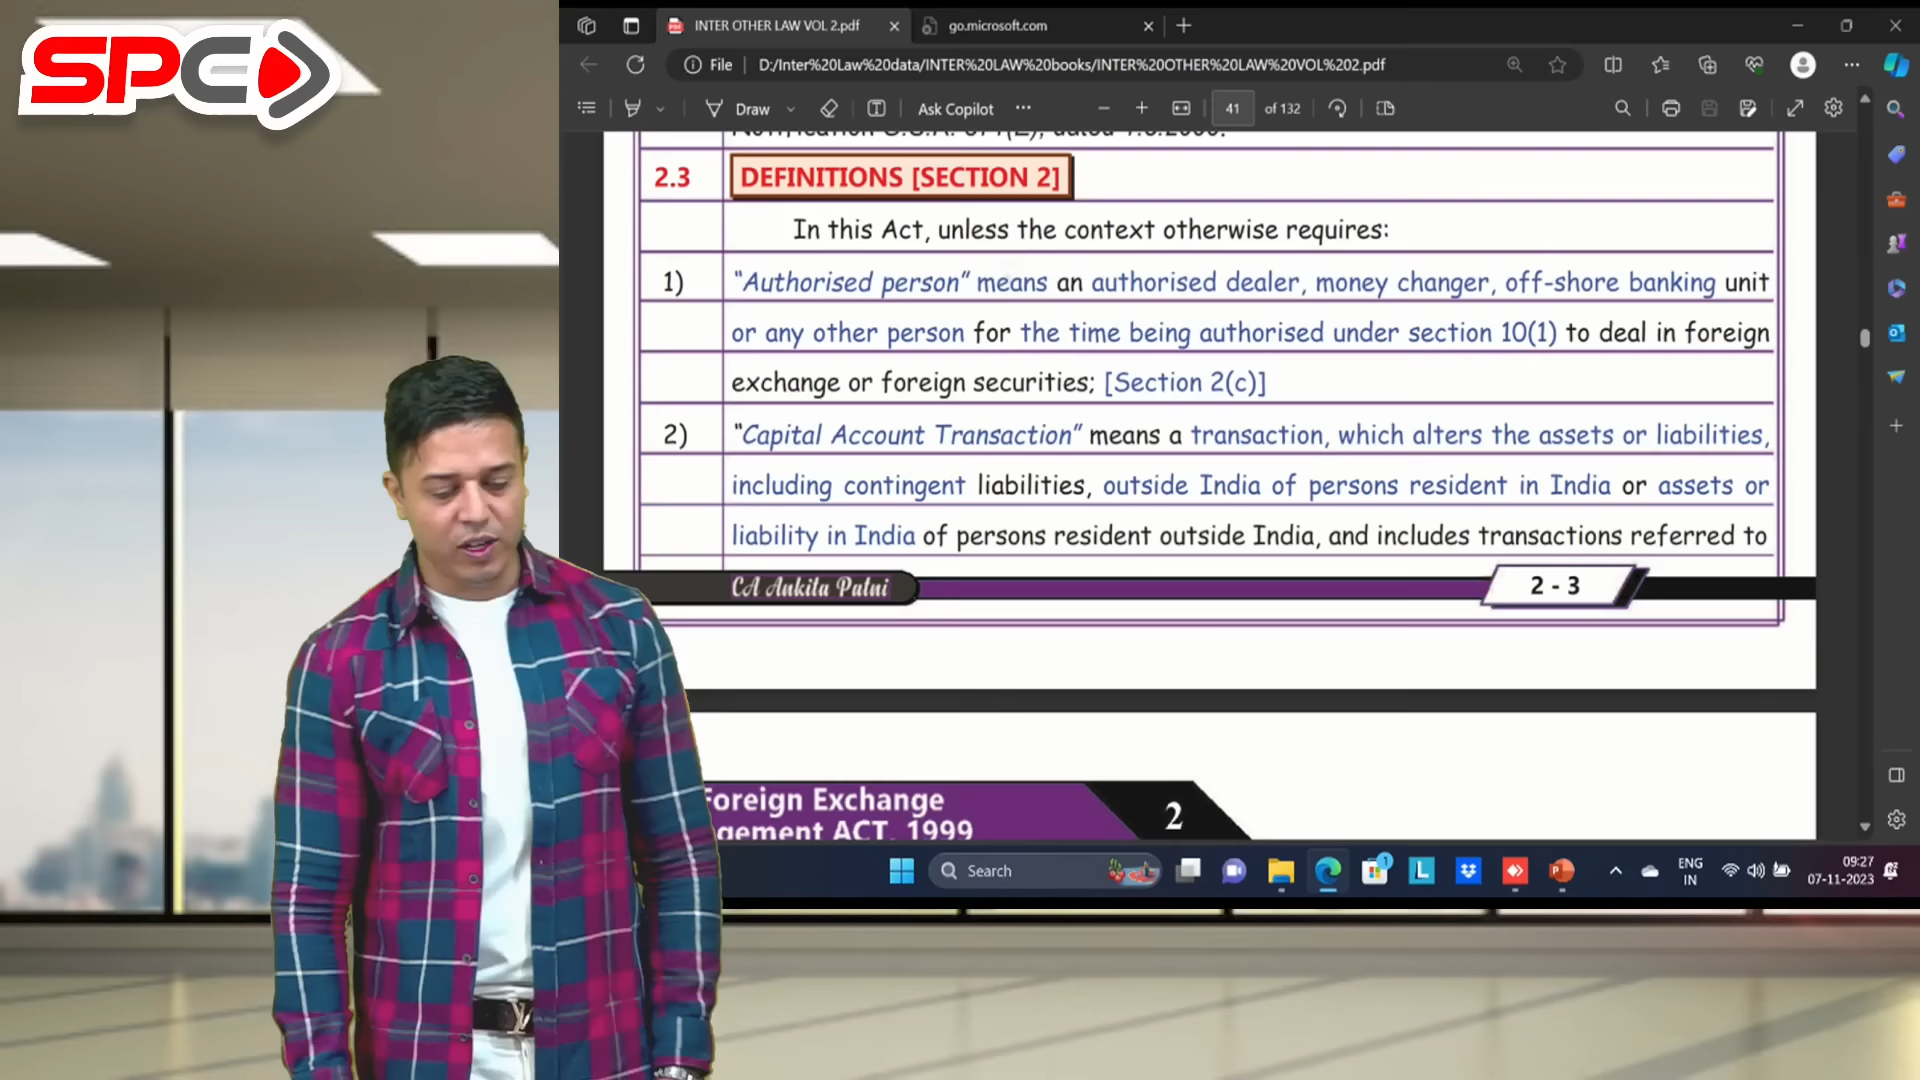 SPC
INTER OTHER LAW VOL 2.pdf
go.microsoft.com
File
D:/Inter%20Law%20data/INTER%20LAW%20books/INTER%20OTHER%20LAW%20VOL%202.pdf
Draw
Ask Copilot
41 of 132
2.3 DEFINITIONS [SECTION 2]
In this Act, unless the context otherwise requires:
1) “Authorised person” means an authorised dealer, money changer, off-shore banking unit
or any other person for the time being authorised under section 10(1) to deal in foreign
exchange or foreign securities; [Section 2(c)]
2) “Capital Account Transaction” means a transaction, which alters the assets or liabilities,
including contingent liabilities, outside India of persons resident in India or assets or
liability in India of persons resident outside India, and includes transactions referred to
CA Ankita Patni
2 - 3
Foreign Exchange
gement ACT, 1999
2
Search
1
ENG
IN
09:27
07-11-2023